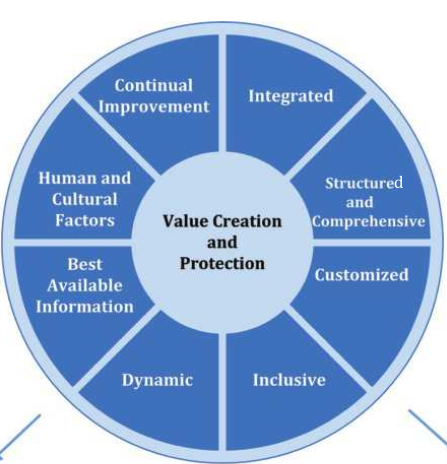 Continual
Improvement
Integrated
Human and
Cultural
Factors
Structured
and
Comprehensive
Value Creation
and
Protection
Best
Available
Information
Customized
Dynamic
Inclusive